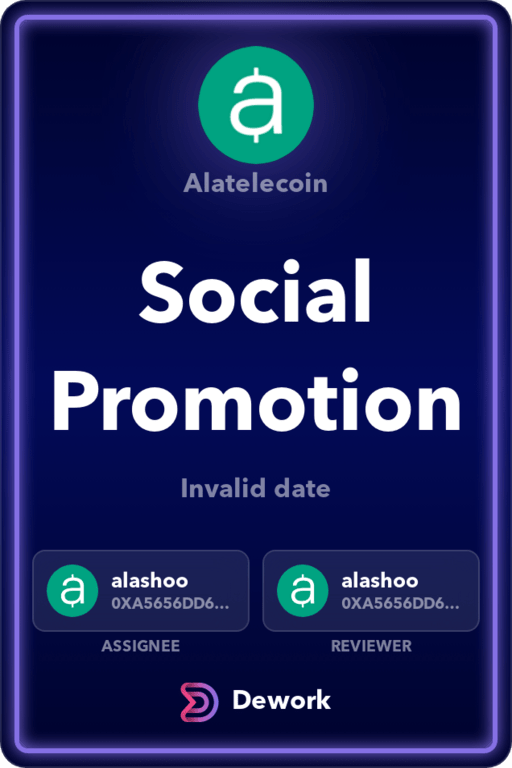 Alatelecoin
Social
Promotion
Invalid date
alashoo
0XA5656DD6...
ASSIGNEE
alashoo
0XA5656DD6...
REVIEWER
Dework